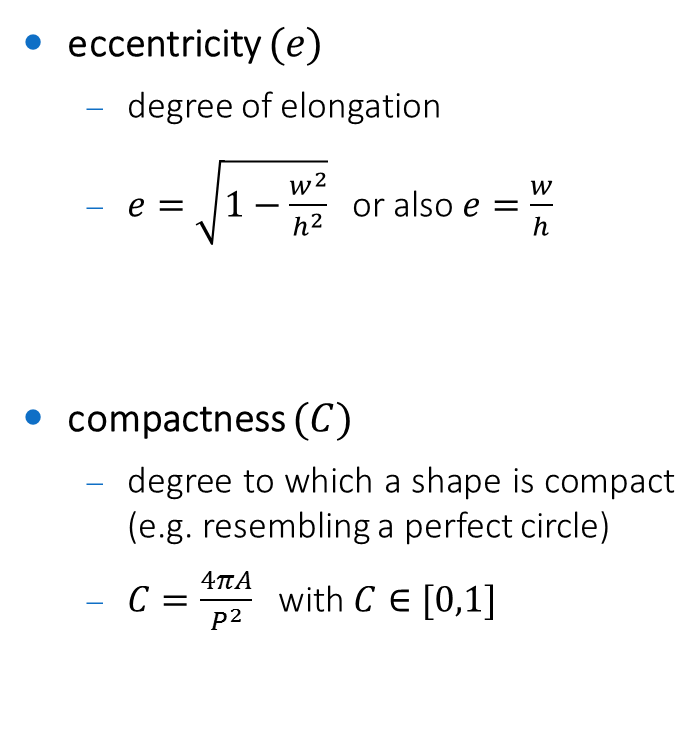 • eccentricity (e)
– degree of elongation
– e = √(1 − w²/h²) or also e = w/h
• compactness (C)
– degree to which a shape is compact
(e.g. resembling a perfect circle)
– C = 4πA/P² with C ∈ [0,1]